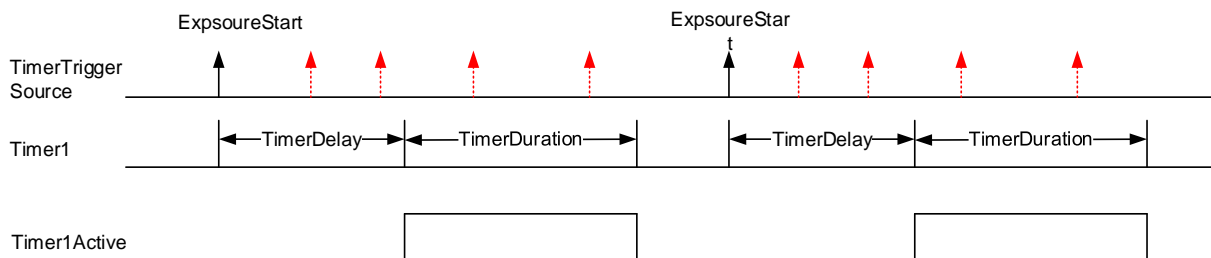 ExpsoureStart
ExpsoureStar
t
TimerTrigger
Source
Timer1
TimerDelay
TimerDuration
TimerDelay
TimerDuration
Timer1Active